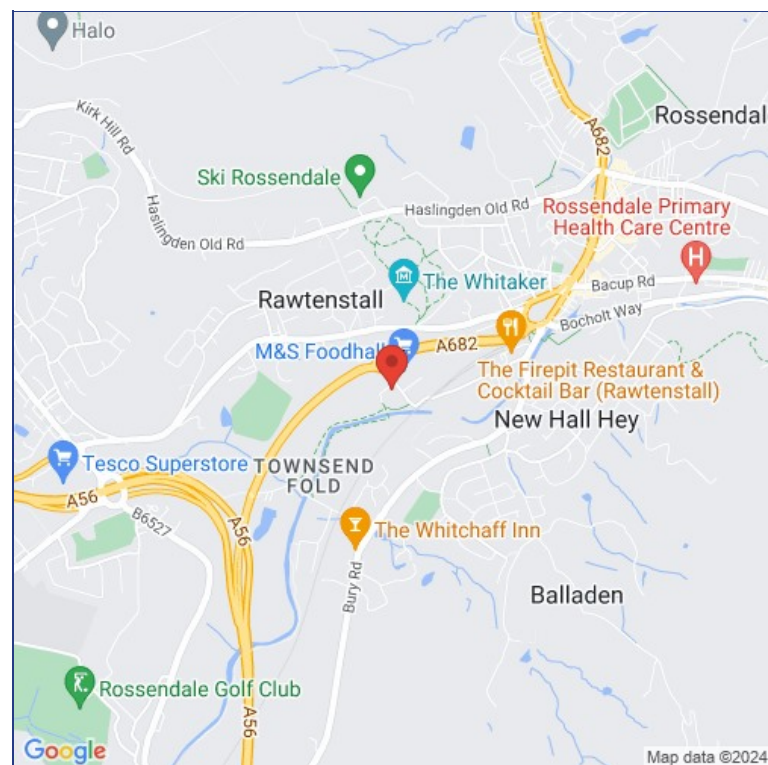 Halo
A682
Rossendal
Kirk Hill Rd
Ski Rossendale
Haslingden Old Rd
Rossendale Primary
Health Care Centre
Haslingden Old Rd
The Whitaker
Bacup Rd
Rawtenstall
Bocholt Way
M&S Foodhall
A682
The Firepit Restaurant &
Cocktail Bar (Rawtenstall)
New Hall Hey
Tesco Superstore
TOWNSEND
FOLD
A56
B6527
A56
The Whitchaff Inn
Bury Rd
Balladen
Rossendale Golf Club
A56
Google
Map data ©2024